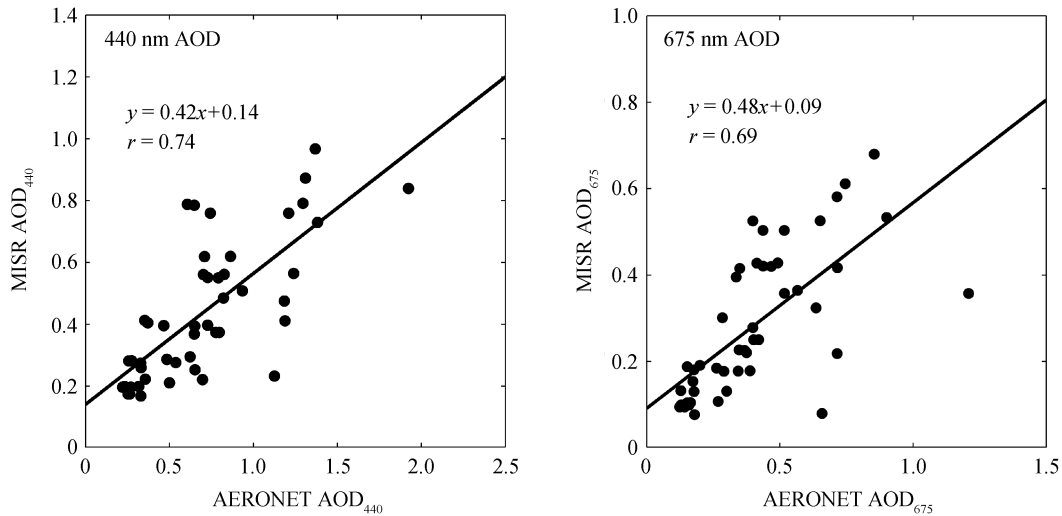 440 nm AOD
y = 0.42x+0.14
r = 0.74
MISR AOD440
1.4
1.2
1.0
0.8
0.6
0.4
0.2
0
0 0.5 1.0 1.5 2.0 2.5
AERONET AOD440
675 nm AOD
y = 0.48x+0.09
r = 0.69
MISR AOD675
1.0
0.8
0.6
0.4
0.2
0
0 0.5 1.0 1.5
AERONET AOD675